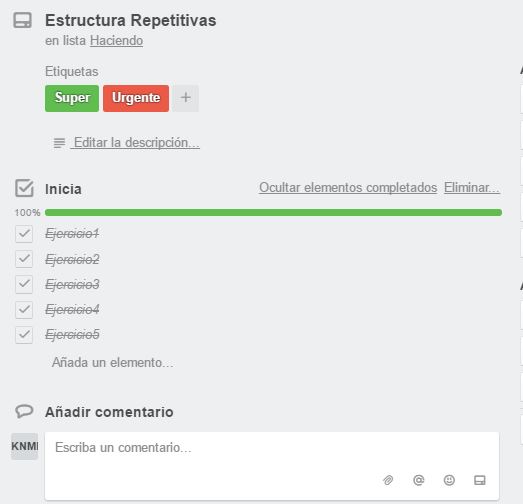 Estructura Repetitivas
en lista Haciendo
Etiquetas
Super Urgente +
Editar la descripción...
Inicia Ocultar elementos completados Eliminar...
100%
Ejercicio1
Ejercicio2
Ejercicio3
Ejercicio4
Ejercicio5
Añada un elemento...
Añadir comentario
KNM
Escriba un comentario...
@